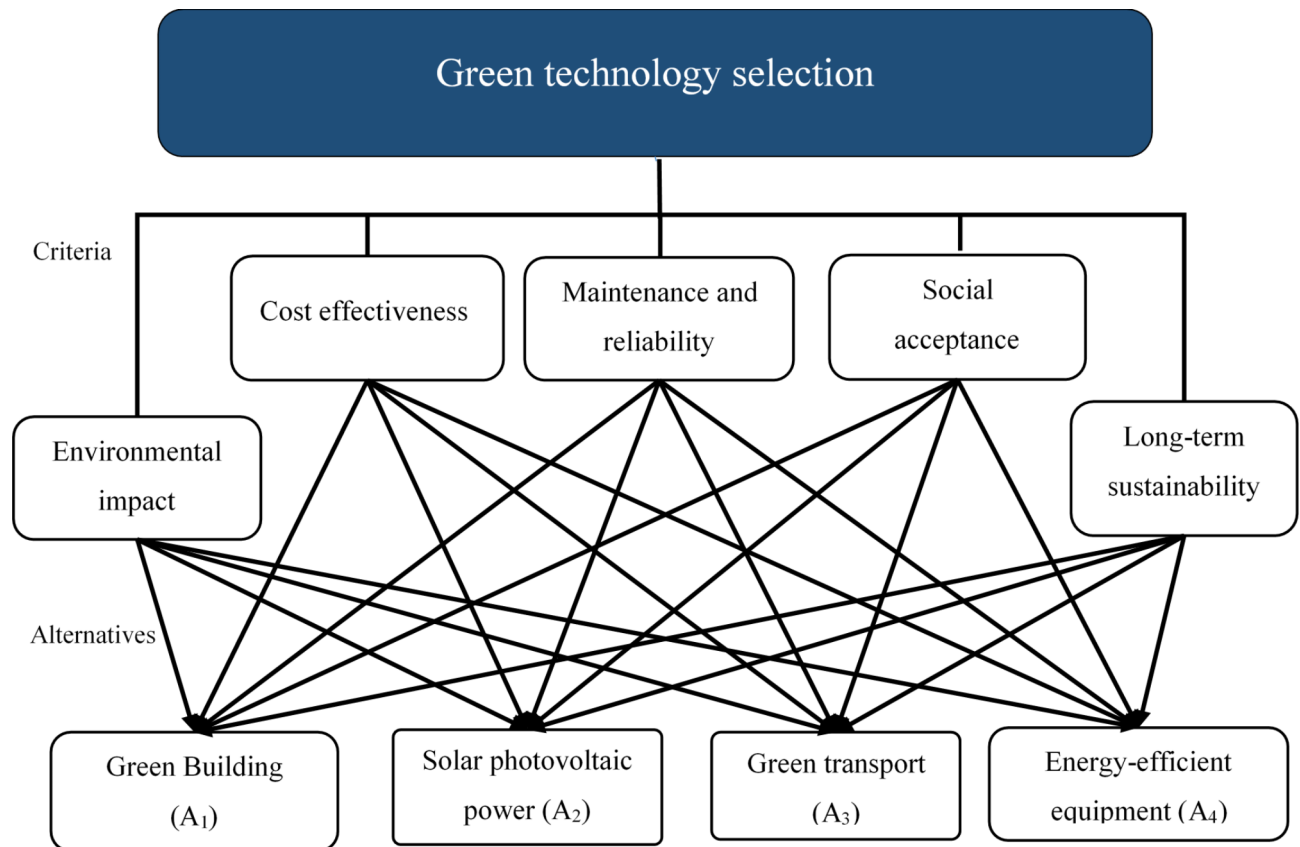 Green technology selection
Criteria
Cost effectiveness
Maintenance and
reliability
Social
acceptance
Environmental
impact
Long-term
sustainability
Alternatives
Green Building
(A₁)
Solar photovoltaic
power (A₂)
Green transport
(A₃)
Energy-efficient
equipment (A₄)